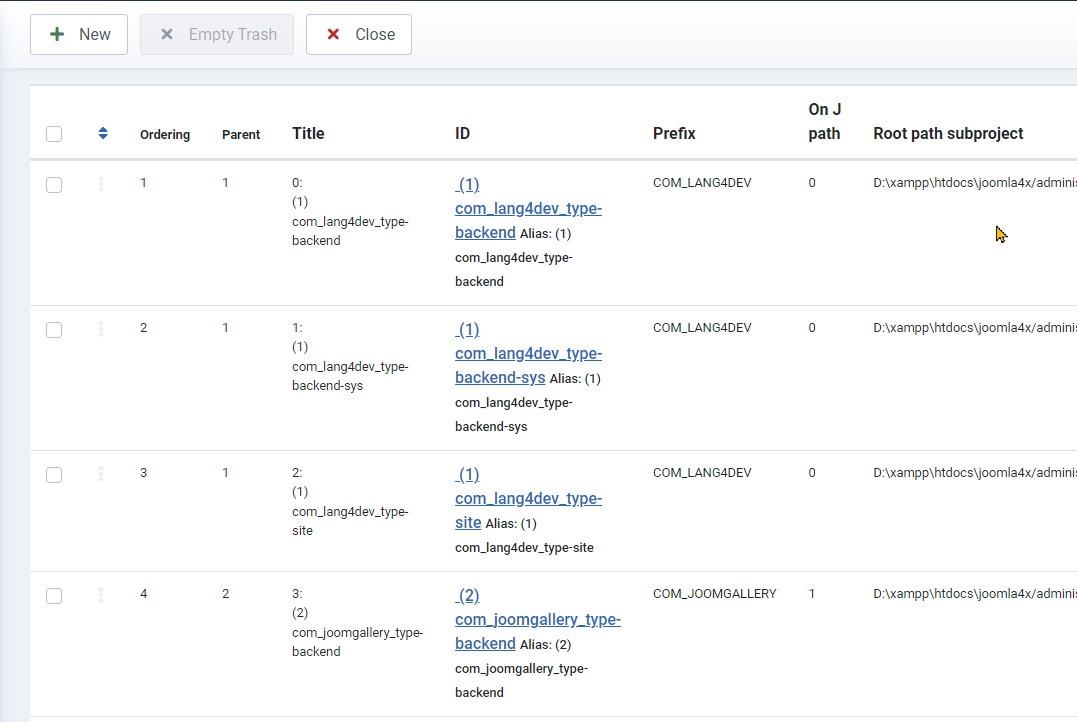 New Empty Trash Close
On J
Ordering Parent Title ID Prefix path Root path subproject
1 1 0: (1) COM_LANG4DEV 0 D:\xampp\htdocs\joomla4x/adminis
(1) com_lang4dev_type-
com_lang4dev_type- backend Alias: (1)
backend com_lang4dev_type-
backend
2 1 1: (1) COM_LANG4DEV 0 D:\xampp\htdocs\joomla4x/adminis
(1) com_lang4dev_type-
com_lang4dev_type- backend-sys Alias: (1)
backend-sys com_lang4dev_type-
backend-sys
3 1 2: (1) COM_LANG4DEV 0 D:\xampp\htdocs\joomla4x/adminis
(1) com_lang4dev_type-
com_lang4dev_type- site Alias: (1)
site com_lang4dev_type-site
4 2 3: (2) COM_JOOMGALLERY 1 D:\xampp\htdocs\joomla4x/adminis
(2) com_joomgallery_type-
com_joomgallery_type- backend Alias: (2)
backend com_joomgallery_type-
backend